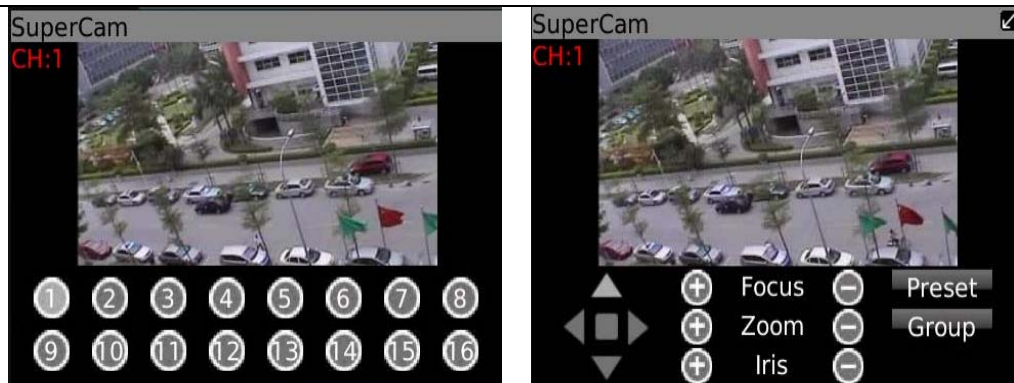 SuperCam
CH:1
1 2 3 4 5 6 7 8
9 10 11 12 13 14 15 16
SuperCam
CH:1
Focus Preset
Zoom Group
Iris